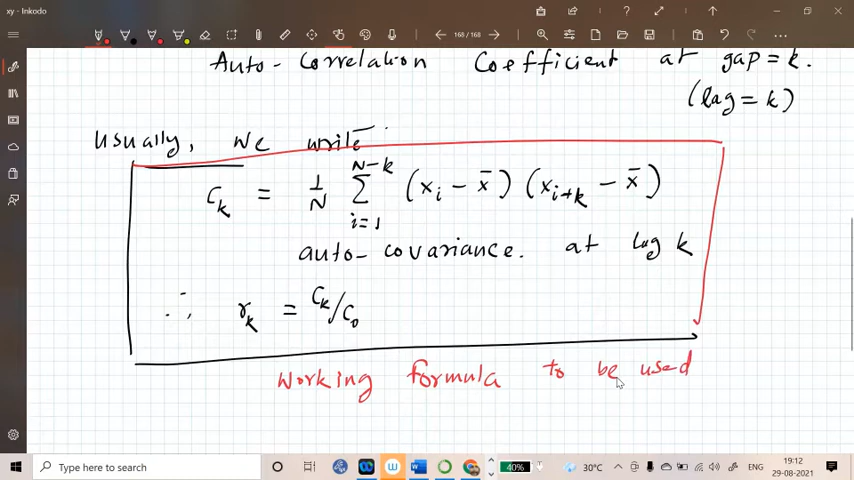 xy - Inkodo
168 / 168
Auto-Correlation Coefficient at gap = k.
(lag = k)
Usually, we write
C_k = 1/N Σ_{i=1}^{N-k} (x_i - x̄) (x_{i+k} - x̄)
auto-covariance. at lag k
∴ r_k = C_k/C_0
Working formula to be used
Type here to search
40%
30°C
ENG
19:12
29-08-2021